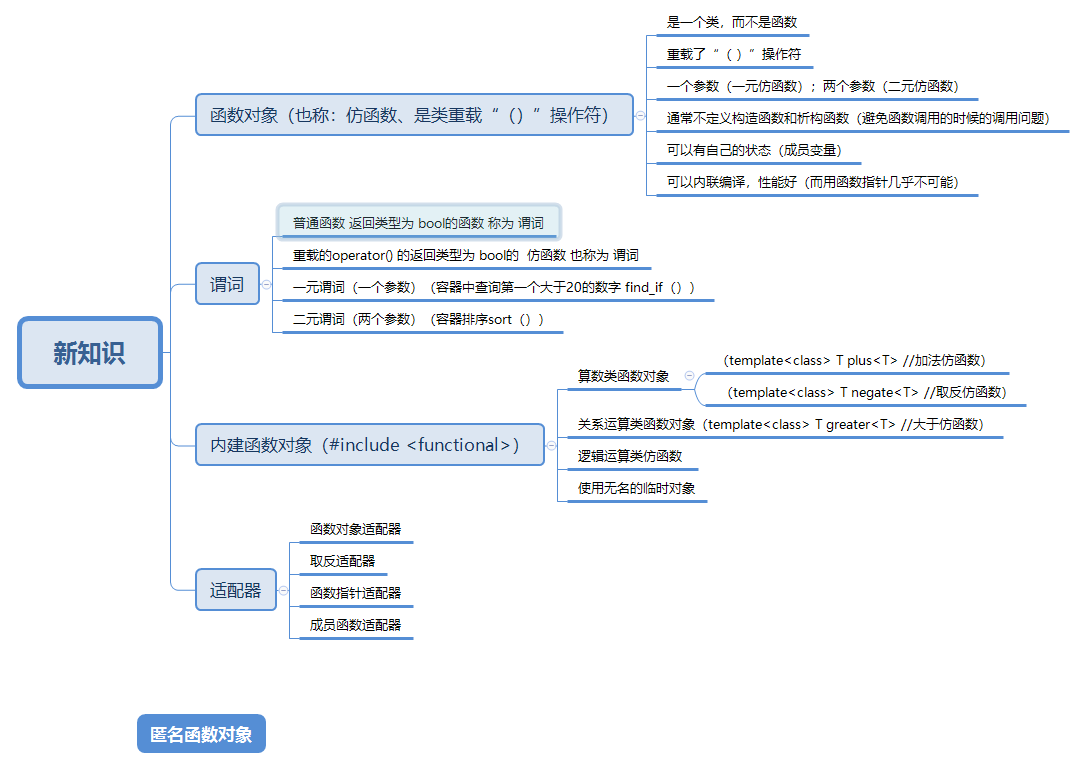 新知识
函数对象（也称：仿函数、是类重载“（）”操作符）
是一个类，而不是函数
重载了“（ ）”操作符
一个参数（一元仿函数）；两个参数（二元仿函数）
通常不定义构造函数和析构函数（避免函数调用的时候的调用问题）
可以有自己的状态（成员变量）
可以内联编译，性能好（而用函数指针几乎不可能）
谓词
普通函数 返回类型为 bool的函数 称为 谓词
重载的operator() 的返回类型为 bool的 仿函数 也称为 谓词
一元谓词（一个参数）（容器中查询第一个大于20的数字 find_if（））
二元谓词（两个参数）（容器排序sort（））
内建函数对象（#include <functional>）
算数类函数对象
（template<class> T plus<T> //加法仿函数）
（template<class> T negate<T> //取反仿函数）
关系运算类函数对象（template<class> T greater<T> //大于仿函数）
逻辑运算类仿函数
使用无名的临时对象
适配器
函数对象适配器
取反适配器
函数指针适配器
成员函数适配器
匿名函数对象